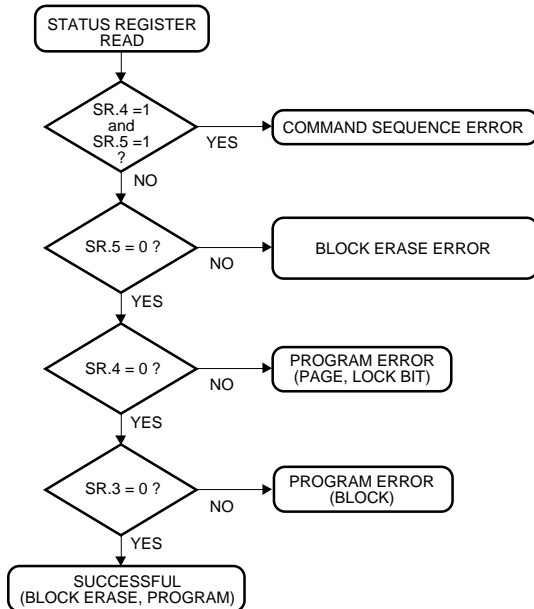 STATUS REGISTER
READ
SR.4 =1
and
SR.5 =1
?
YES
COMMAND SEQUENCE ERROR
NO
SR.5 = 0 ?
NO
BLOCK ERASE ERROR
YES
SR.4 = 0 ?
NO
PROGRAM ERROR
(PAGE, LOCK BIT)
YES
SR.3 = 0 ?
NO
PROGRAM ERROR
(BLOCK)
YES
SUCCESSFUL
(BLOCK ERASE, PROGRAM)